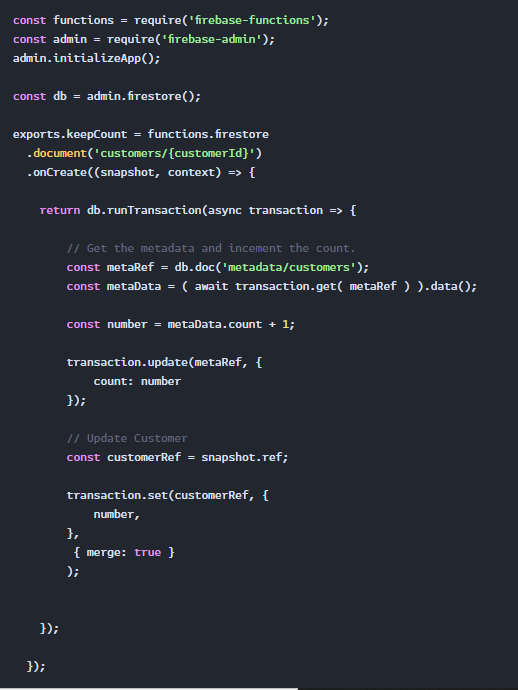 const functions = require('firebase-functions');
const admin = require('firebase-admin');
admin.initializeApp();
const db = admin.firestore();
exports.keepCount = functions.firestore
.document('customers/{customerId}')
.onCreate((snapshot, context) => {
return db.runTransaction(async transaction => {
// Get the metadata and incement the count.
const metaRef = db.doc('metadata/customers');
const metaData = ( await transaction.get( metaRef ) ).data();
const number = metaData.count + 1;
transaction.update(metaRef, {
count: number
});
// Update Customer
const customerRef = snapshot.ref;
transaction.set(customerRef, {
number,
},
{ merge: true }
);
});
});